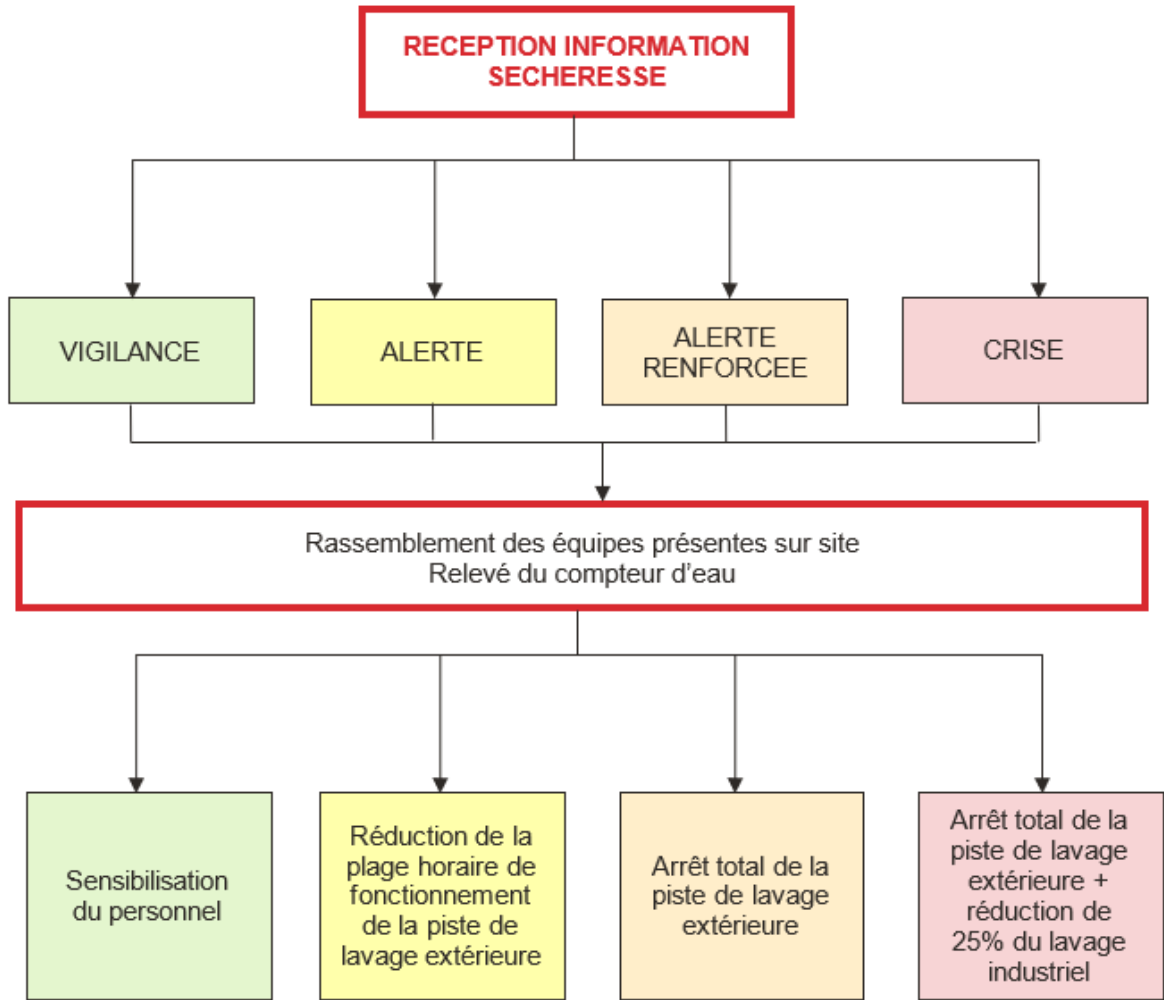 RECEPTION INFORMATION
SECHERESSE
VIGILANCE
ALERTE
ALERTE
RENFORCEE
CRISE
Rassemblement des équipes présentes sur site
Relevé du compteur d'eau
Sensibilisation
du personnel
Réduction de la
plage horaire de
fonctionnement
de la piste de
lavage extérieure
Arrêt total de la
piste de lavage
extérieure
Arrêt total de la
piste de lavage
extérieure +
réduction de
25% du lavage
industriel